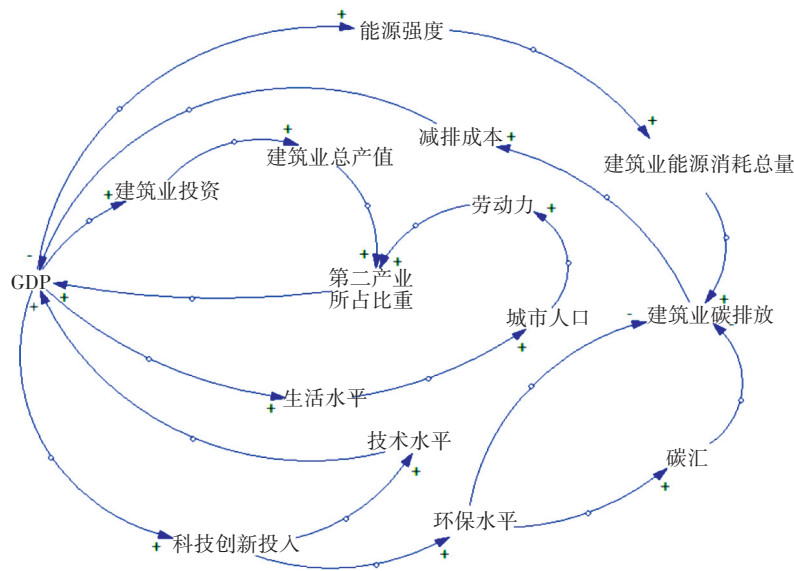 能源强度
减排成本
建筑业总产值
建筑业能源消耗总量
建筑业投资
劳动力
GDP
第二产业
所占比重
城市人口
建筑业碳排放
生活水平
技术水平
碳汇
环保水平
科技创新投入